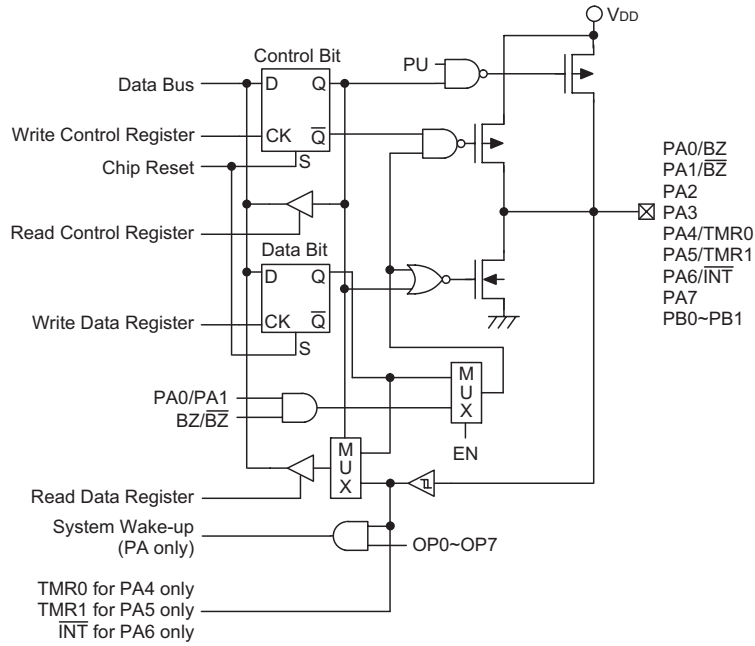 VDD
Control Bit
PU
Data Bus
D
Q
Write Control Register
CK
Q̅
S
Chip Reset
PA0/BZ
PA1/B̅Z̅
PA2
PA3
PA4/TMR0
PA5/TMR1
PA6/I̅N̅T̅
PA7
PB0~PB1
Read Control Register
Data Bit
D
Q
Write Data Register
CK
Q̅
S
M
U
X
PA0/PA1
BZ/B̅Z̅
EN
M
U
X
Read Data Register
System Wake-up
(PA only)
OP0~OP7
TMR0 for PA4 only
TMR1 for PA5 only
I̅N̅T̅ for PA6 only